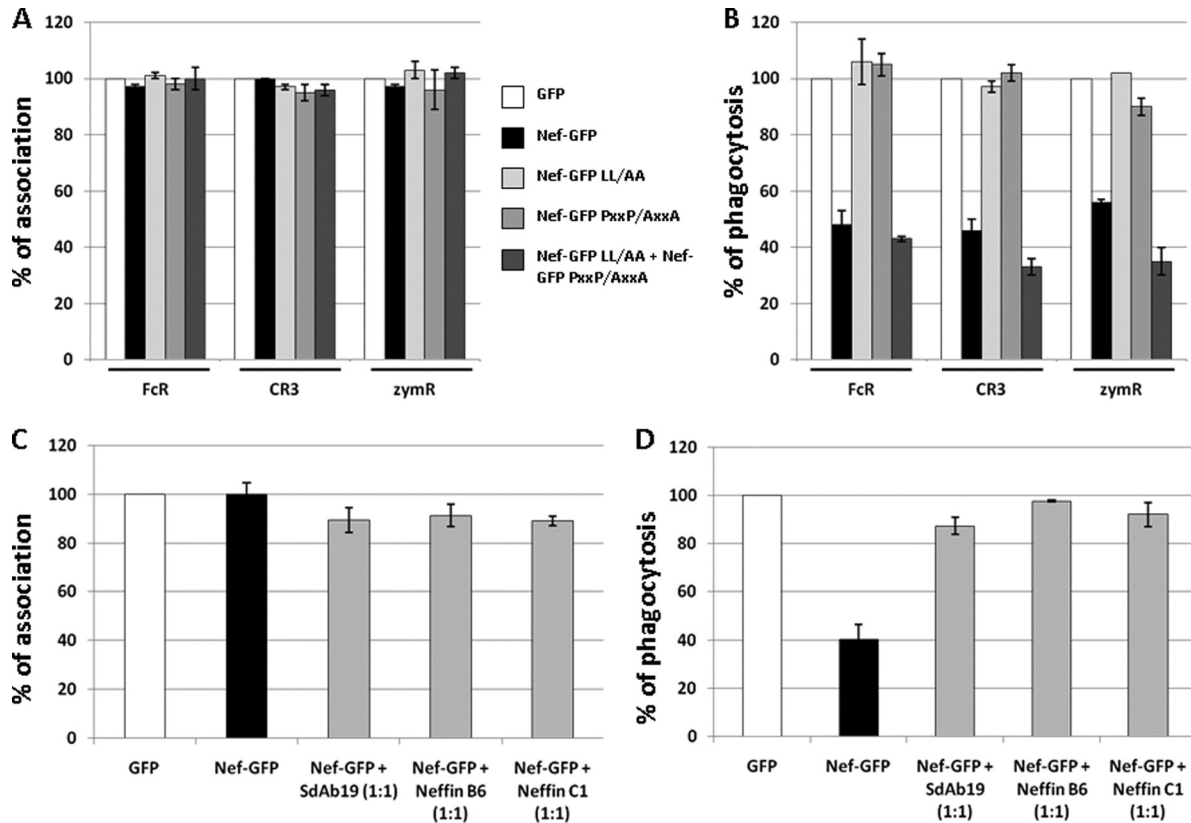 A
% of association
120
100
80
60
40
20
0
FcR
CR3
zymR
GFP
Nef-GFP
Nef-GFP LL/AA
Nef-GFP PxxP/AxxA
Nef-GFP LL/AA + Nef-
GFP PxxP/AxxA
B
% of phagocytosis
120
100
80
60
40
20
0
FcR
CR3
zymR
C
% of association
120
100
80
60
40
20
0
GFP
Nef-GFP
Nef-GFP +
SdAb19 (1:1)
Nef-GFP +
Neffin B6
(1:1)
Nef-GFP +
Neffin C1
(1:1)
D
% of phagocytosis
120
100
80
60
40
20
0
GFP
Nef-GFP
Nef-GFP +
SdAb19
(1:1)
Nef-GFP +
Neffin B6
(1:1)
Nef-GFP +
Neffin C1
(1:1)